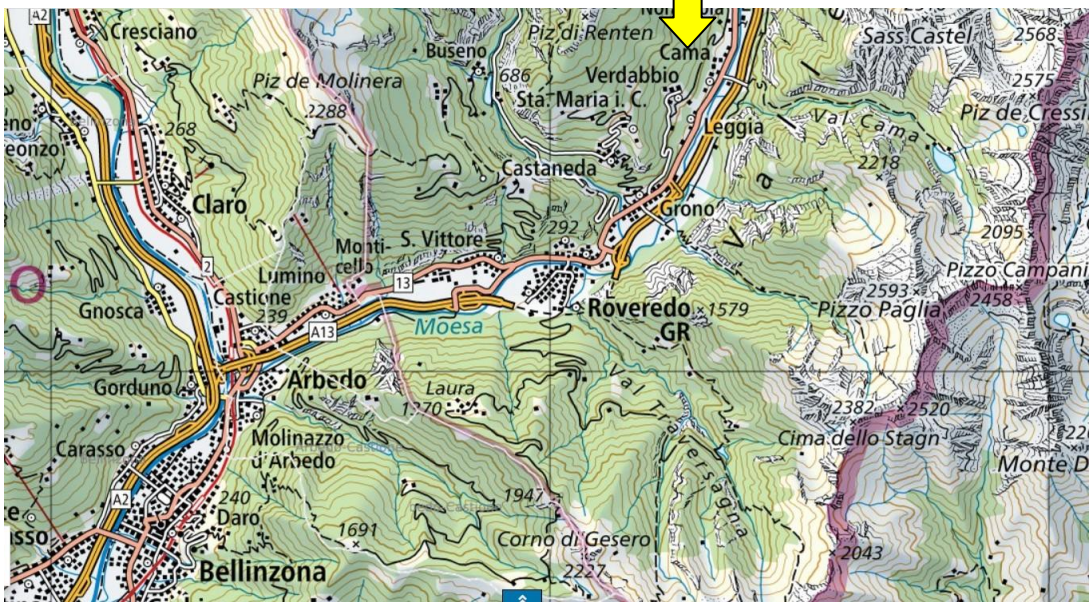 A2
Cresciano
Buseno
Piz di Renten
Cama
Sass Castel
2568
Piz de Molinera
686
Verdabbio
2575
2288
Sta. Maria i. C.
Piz de Cressi
268
Leggia
Val Cama
eonzo
Castaneda
2218
Claro
Grono
292
2095
S. Vittore
Monti-
cello
2
Lumino
13
Pizzo Campani
Castione
2593
2458
Gnosca
239
Roveredo
GR
1579
Pizzo Paglia
A13
Moesa
Gorduno
Arbedo
Laura
1770
Val Traversagna
2382
2520
Cima dello Stagn
Carasso
Molinazzo
d'Arbedo
Monte D
A2
240
1947
Daro
1691
Corno di Gesero
2043
sso
Bellinzona
2227